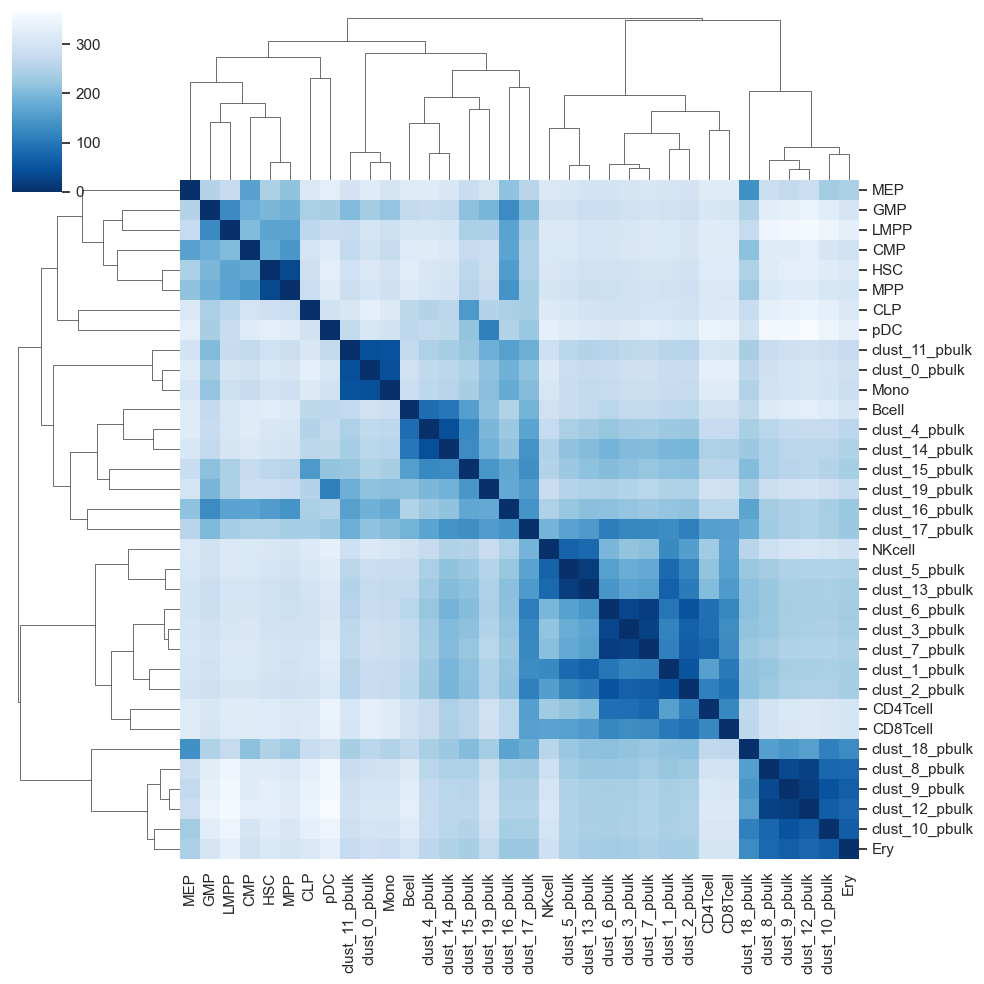 300
200
100
0
MEP
GMP
LMPP
CMP
HSC
MPP
CLP
pDC
clust_11_pbulk
clust_0_pbulk
Mono
Bcell
clust_4_pbulk
clust_14_pbulk
clust_15_pbulk
clust_19_pbulk
clust_16_pbulk
clust_17_pbulk
NKcell
clust_5_pbulk
clust_13_pbulk
clust_6_pbulk
clust_3_pbulk
clust_7_pbulk
clust_1_pbulk
clust_2_pbulk
CD4Tcell
CD8Tcell
clust_18_pbulk
clust_8_pbulk
clust_9_pbulk
clust_12_pbulk
clust_10_pbulk
Ery
MEP
GMP
LMPP
CMP
HSC
MPP
CLP
pDC
clust_11_pbulk
clust_0_pbulk
Mono
Bcell
clust_4_pbulk
clust_14_pbulk
clust_15_pbulk
clust_19_pbulk
clust_16_pbulk
clust_17_pbulk
NKcell
clust_5_pbulk
clust_13_pbulk
clust_6_pbulk
clust_3_pbulk
clust_7_pbulk
clust_1_pbulk
clust_2_pbulk
CD4Tcell
CD8Tcell
clust_18_pbulk
clust_8_pbulk
clust_9_pbulk
clust_12_pbulk
clust_10_pbulk
Ery